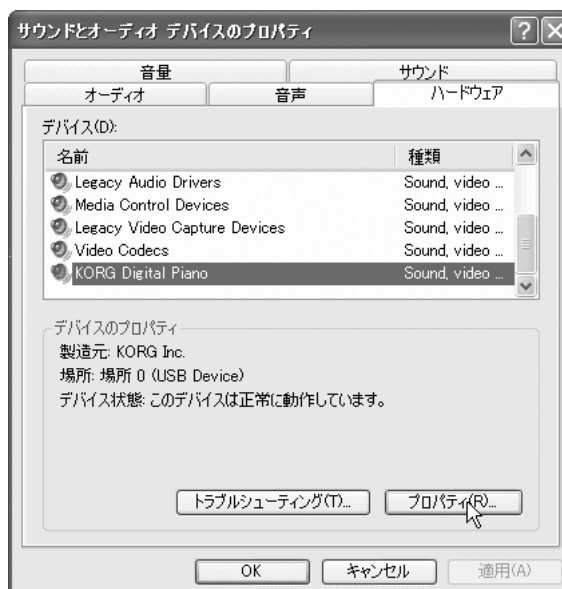 サウンドとオーディオ デバイスのプロパティ
音量 サウンド
オーディオ 音声 ハードウェア
デバイス(D):
名前 種類
Legacy Audio Drivers Sound, video ...
Media Control Devices Sound, video ...
Legacy Video Capture Devices Sound, video ...
Video Codecs Sound, video ...
KORG Digital Piano Sound, video ...
デバイスのプロパティ
製造元: KORG Inc.
場所: 場所 0 (USB Device)
デバイス状態: このデバイスは正常に動作しています。
トラブルシューティング(T)... プロパティ(R)...
OK キャンセル 適用(A)